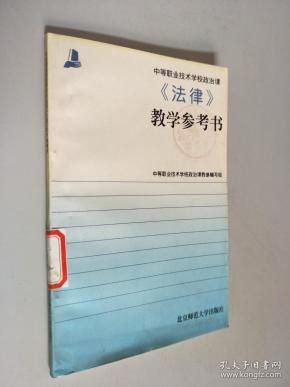 中等职业技术学校政治课
《法律》
教学参考书
中等职业技术学校政治课教参编写组
北京师范大学出版社
孔夫子旧书网